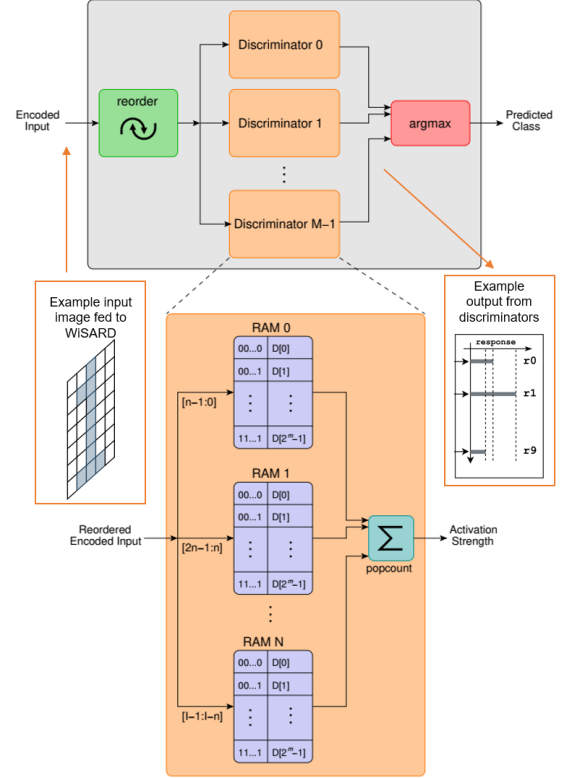 Discriminator 0
Encoded
Input
reorder
Discriminator 1
argmax
Predicted
Class
Discriminator M−1
Example input
image fed to
WiSARD
Example
output from
discriminators
response
r0
r1
r9
RAM 0
00...0 D[0]
00...1 D[1]
[n−1:0]
11...1 D[2ⁿ−1]
RAM 1
00...0 D[0]
00...1 D[1]
Reordered
Encoded Input
[2n−1:n]
Σ
Activation
Strength
popcount
11...1 D[2ⁿ−1]
RAM N
00...0 D[0]
00...1 D[1]
[I−1:I−n]
11...1 D[2ⁿ−1]